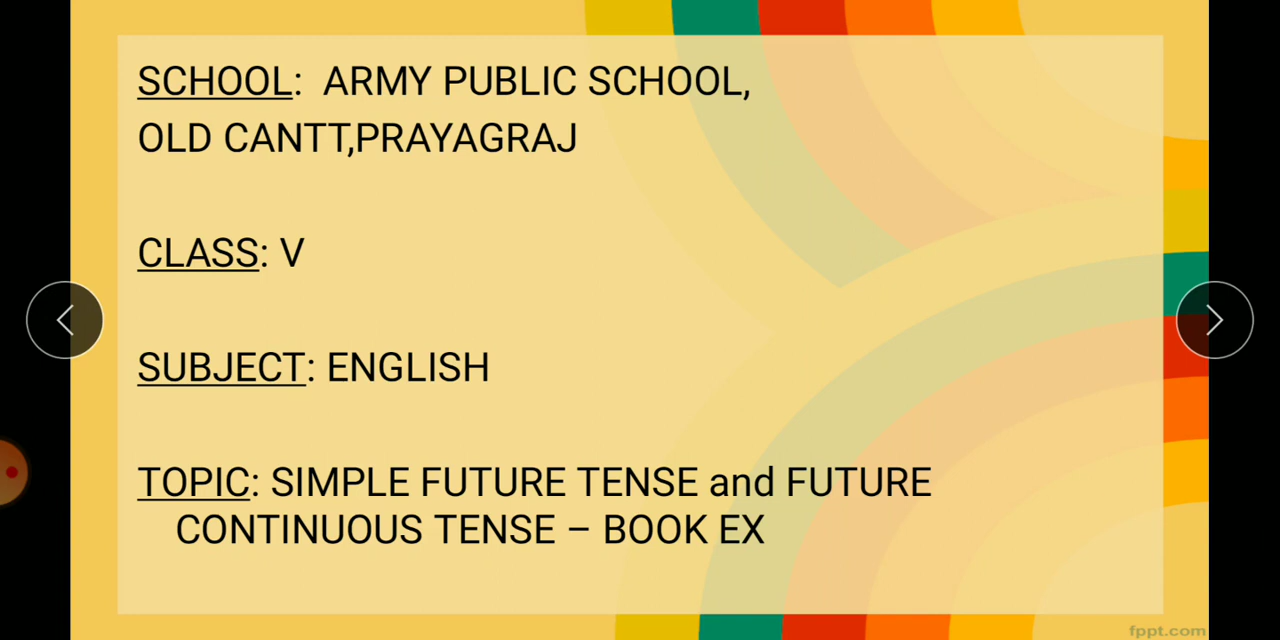 SCHOOL:  ARMY PUBLIC SCHOOL,
OLD CANTT,PRAYAGRAJ
CLASS: V
SUBJECT: ENGLISH
TOPIC: SIMPLE FUTURE TENSE and FUTURE
CONTINUOUS TENSE – BOOK EX
fppt.com